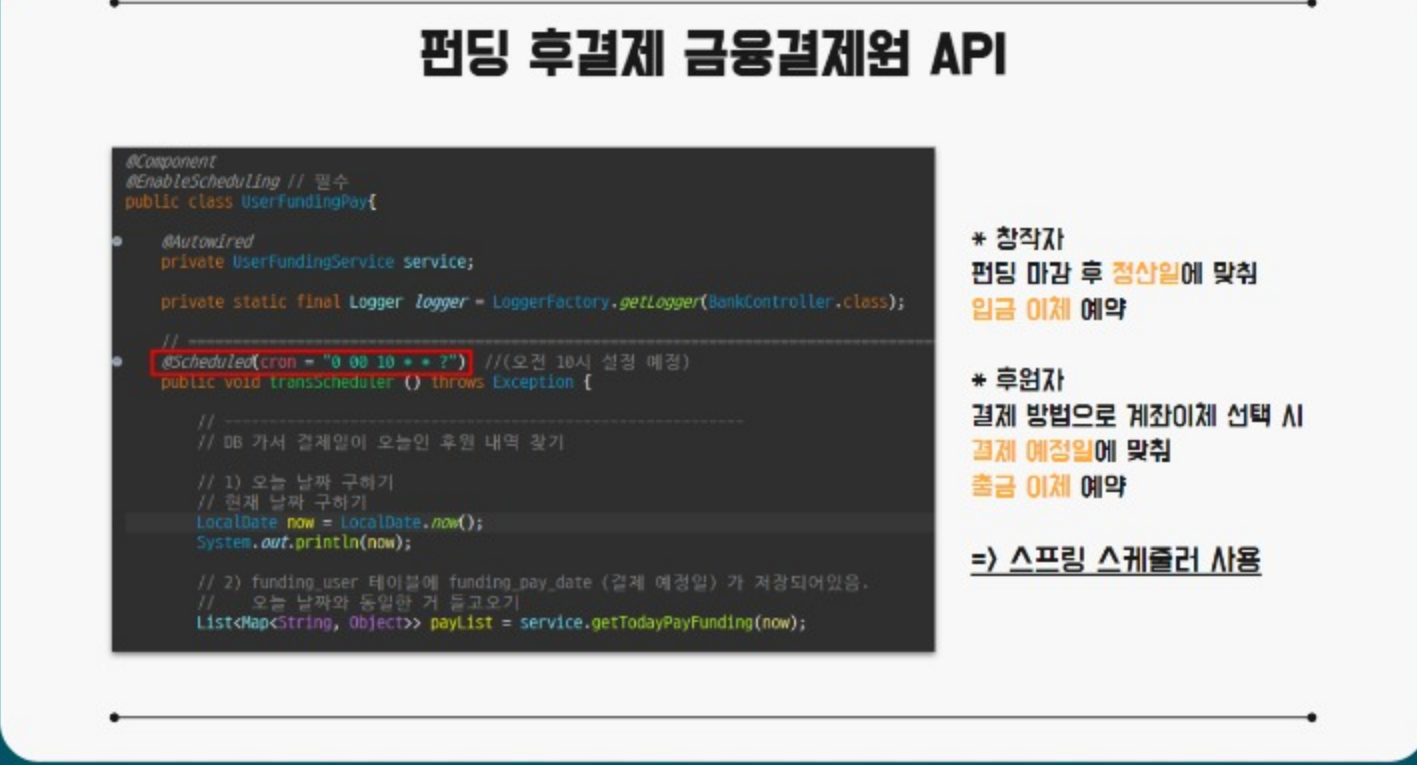 펀딩 후결제 금융결제원 API
@Component
@EnableScheduling // 필수
public class UserFundingPay{
@Autowired
private UserFundingService service;
private static final Logger logger = LoggerFactory.getLogger(BankController.class);
// ----------------------------------------------------------------
@Scheduled(cron = "0 00 10 * * ?") //(오전 10시 설정 예정)
public void transScheduler () throws Exception {
// ----------------------------------------------------------------
// DB 가서 결제일이 오늘인 후원 내역 찾기
// 1) 오늘 날짜 구하기
// 현재 날짜 구하기
LocalDate now = LocalDate.now();
System.out.println(now);
// 2) funding_user 테이블에 funding_pay_date (결제 예정일) 가 저장되어있음.
// 오늘 날짜와 동일한 거 들고오기
List<Map<String, Object>> payList = service.getTodayPayFunding(now);
* 창작자
펀딩 마감 후 정산일에 맞춰
입금 이체 예약
* 후원자
결제 방법으로 계좌이체 선택 시
결제 예정일에 맞춰
출금 이체 예약
=> 스프링 스케줄러 사용